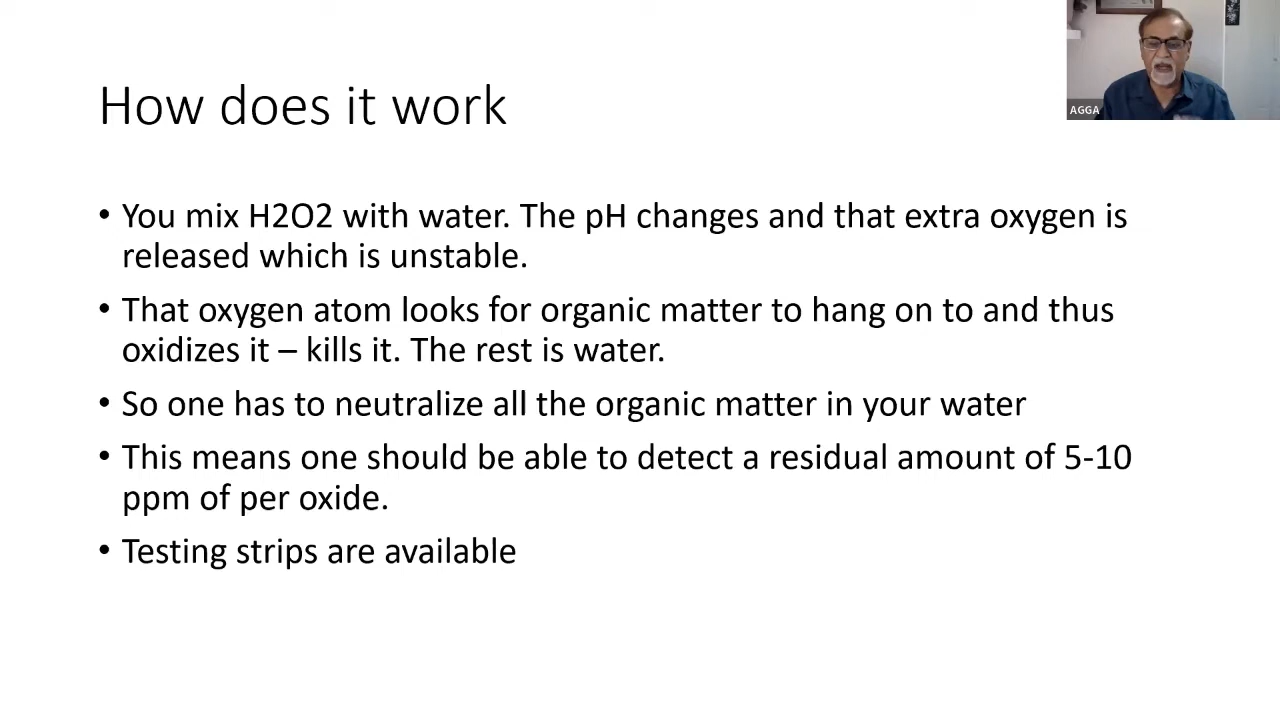 AGGA
How does it work
• You mix H2O2 with water. The pH changes and that extra oxygen is
released which is unstable.
• That oxygen atom looks for organic matter to hang on to and thus
oxidizes it – kills it. The rest is water.
• So one has to neutralize all the organic matter in your water
• This means one should be able to detect a residual amount of 5-10
ppm of per oxide.
• Testing strips are available